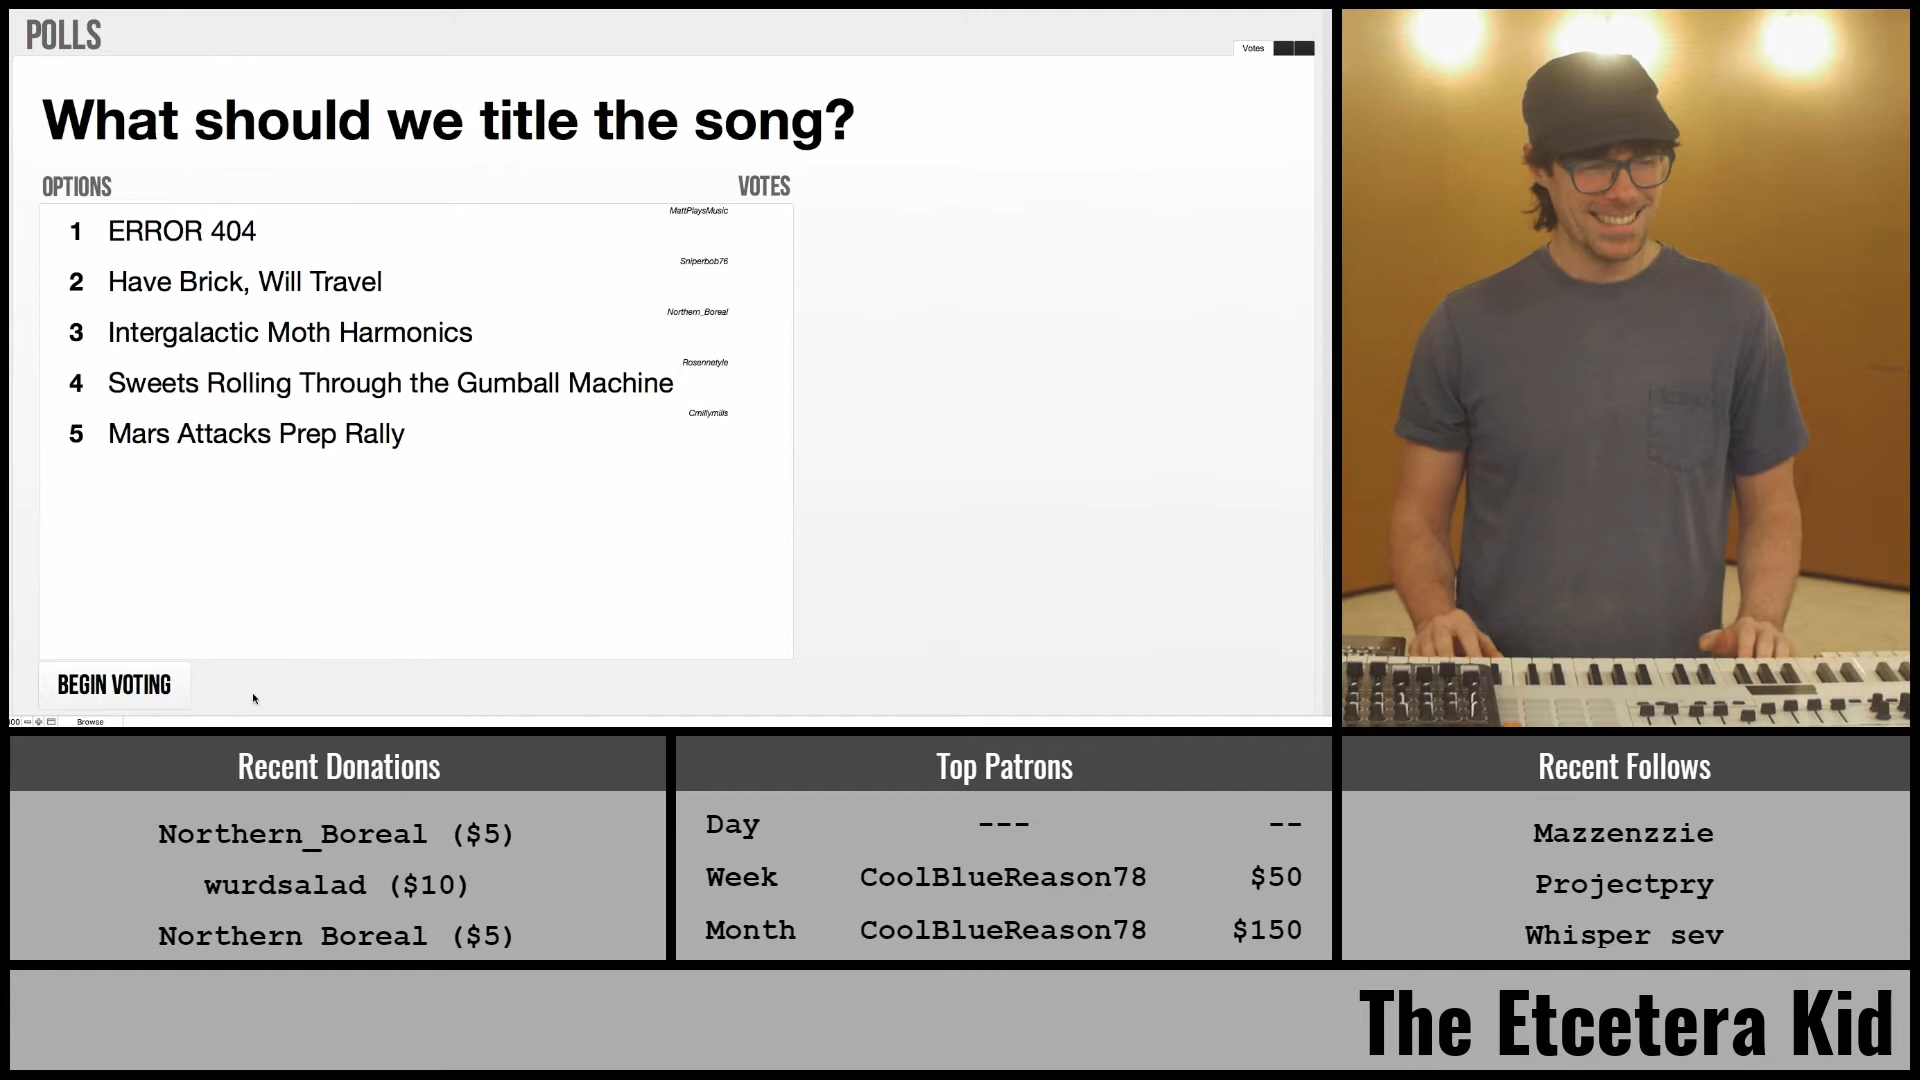 POLLS
Votes
What should we title the song?
OPTIONS
VOTES
MattPlaysMusic
1 ERROR 404
Sniperbob76
2 Have Brick, Will Travel
Northern_Boreal
3 Intergalactic Moth Harmonics
Rosennetyle
4 Sweets Rolling Through the Gumball Machine
Cmillymills
5 Mars Attacks Prep Rally
BEGIN VOTING
Browse
Recent Donations
Northern_Boreal ($5)
wurdsalad ($10)
Northern Boreal ($5)
Top Patrons
Day --- --
Week CoolBlueReason78 $50
Month CoolBlueReason78 $150
Recent Follows
Mazzenzzie
Projectpry
Whisper sev
The Etcetera Kid